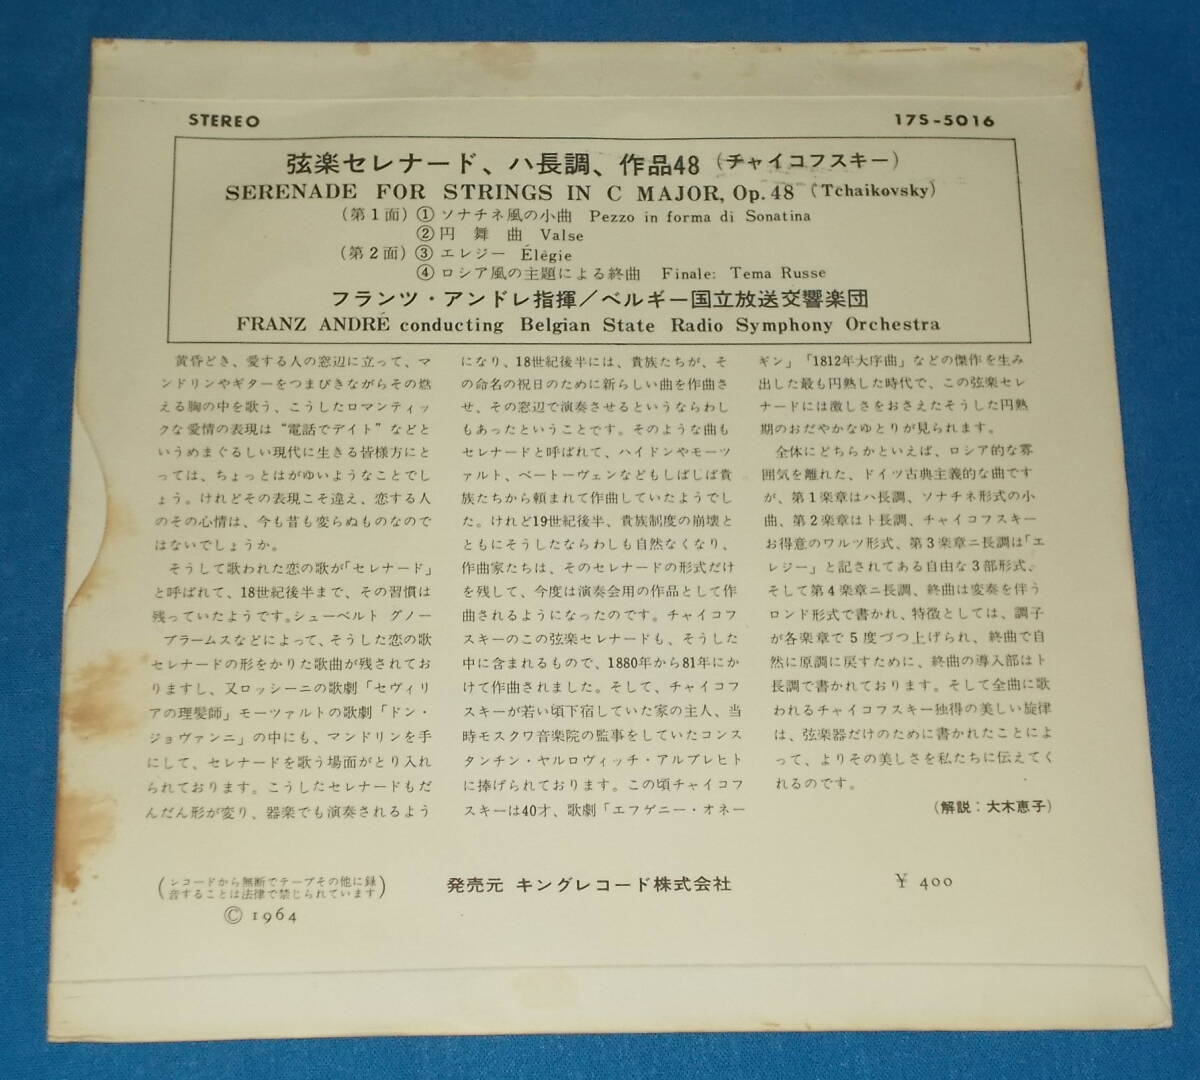 STEREO
17S-5016
弦楽セレナード、ハ長調、作品48（チャイコフスキー）
SERENADE FOR STRINGS IN C MAJOR, Op. 48 (Tchaikovsky)
（第1面）① ソナチネ風の小曲 Pezzo in forma di Sonatina
② 円舞曲 Valse
（第2面）③ エレジー Élégie
④ ロシア風の主題による終曲 Finale: Tema Russe
フランツ・アンドレ指揮／ベルギー国立放送交響楽団
FRANZ ANDRÉ conducting Belgian State Radio Symphony Orchestra
黄昏どき、愛する人の窓辺に立って、マ
ンドリンやギターをつまびきながらその燃
える胸の中を歌う、こうしたロマンティッ
クな愛情の表現は“電話でデイト”などと
いうめまぐるしい現代に生きる皆様方にと
っては、ちょっとはがゆいようなことでし
ょう。けれどその表現こそ違え、恋する人
のその心情は、今も昔も変らぬものなので
はないでしょうか。
そうして歌われた恋の歌が「セレナード」
と呼ばれて、18世紀後半まで、その習慣は
残っていたようです。シューベルト グノー
ブラームスなどによって、そうした恋の歌
セレナードの形をかりた歌曲が残されてお
りますし、又ロッシーニの歌劇「セヴィリ
アの理髪師」モーツァルトの歌劇「ドン・
ジョヴァンニ」の中にも、マンドリンを手
にして、セレナードを歌う場面がとり入れ
られております。こうしたセレナードもだ
んだん形が変り、器楽でも演奏されるよう
になり、18世紀後半には、貴族たちが、そ
の命名の祝日のために新らしい曲を作曲さ
せ、その窓辺で演奏させるというならわし
もあったということです。そのような曲も
セレナードと呼ばれて、ハイドンやモーツ
ァルト、ベートーヴェンなどもしばしば貴
族たちから頼まれて作曲していたようでし
た。けれど19世紀後半、貴族制度の崩壊と
ともにそうしたならわしも自然なくなり、
作曲家たちは、そのセレナードの形式だけ
を残して、今度は演奏会用の作品として作
曲されるようになったのです。チャイコフ
スキーのこの弦楽セレナードも、そうした
中に含まれるもので、1880年から81年にか
けて作曲されました。そして、チャイコフ
スキーが若い頃下宿していた家の主人、当
時モスクワ音楽院の監事をしていたコンス
タンチン・ヤルロヴィッチ・アルブレヒト
に捧げられております。この頃チャイコフ
スキーは40才、歌劇「エフゲニー・オネー
ギン」「1812年大序曲」などの傑作を生み
出した最も円熟した時代で、この弦楽セレ
ナードには激しさをおさえたそうした円熟
期のおだやかなゆとりが見られます。
全体にどちらかといえば、ロシア的な雰
囲気を離れた、ドイツ古典主義的な曲です
が、第1楽章はハ長調、ソナチネ形式の小
曲、第2楽章はト長調、チャイコフスキー
お得意のワルツ形式、第3楽章ニ長調は「エ
レジー」と記されてある自由な3部形式、
そして第4楽章ニ長調、終曲は変奏を伴う
ロンド形式で書かれ、特徴としては、調子
が各楽章で5度づつ上げられ、終曲で自
然に原調に戻すために、終曲の導入部はト
長調で書かれております。そして全曲に歌
われるチャイコフスキー独得の美しい旋律
は、弦楽器だけのために書かれたことによ
って、よりその美しさを私たちに伝えてく
れるのです。
（解説：大木恵子）
（レコードから無断でテープその他に録
音することは法律で禁じられています）
© 1964
発売元 キングレコード株式会社
¥ 400